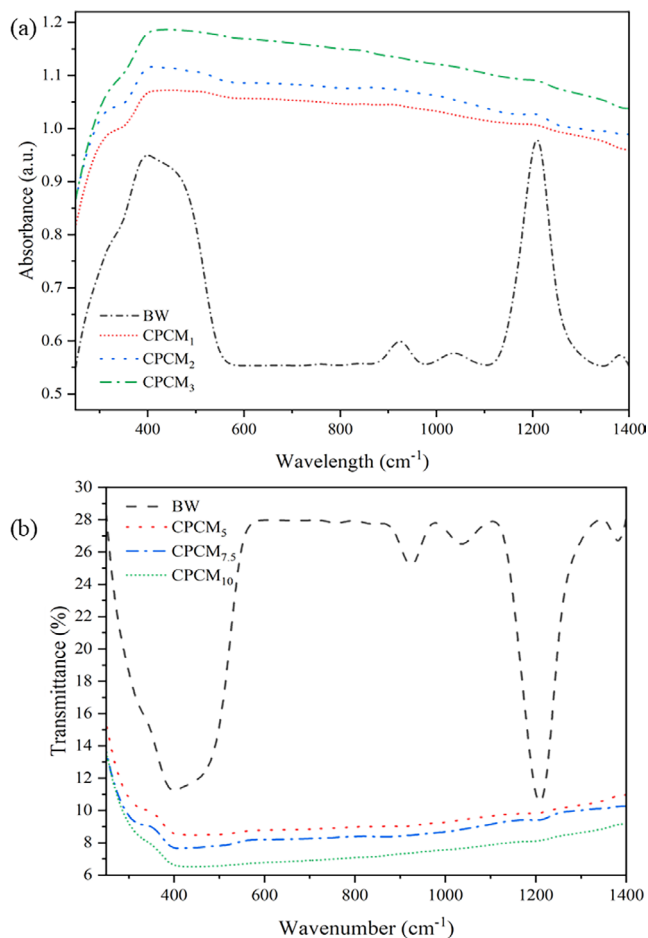 (a)
1.2
1.1
1.0
0.9
0.8
0.7
0.6
0.5
Absorbance (a.u.)
BW
CPCM₁
CPCM₂
CPCM₃
400 600 800 1000 1200 1400
Wavelength (cm⁻¹)
(b)
30
28
26
24
22
20
18
16
14
12
10
8
6
Transmittance (%)
BW
CPCM₅
CPCM₇.₅
CPCM₁₀
400 600 800 1000 1200 1400
Wavenumber (cm⁻¹)